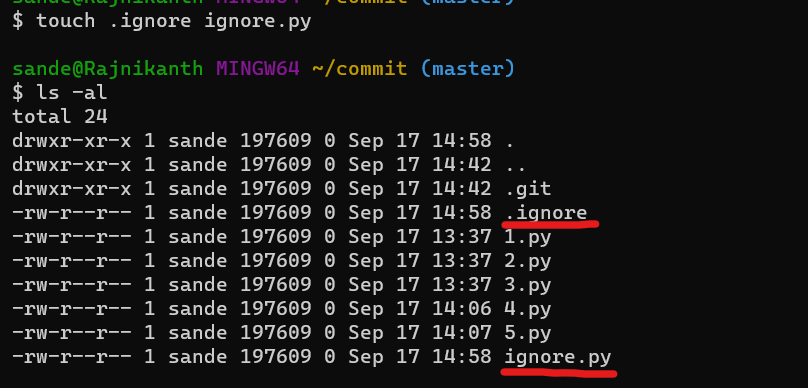 sande@Rajnikanth MINGW64 ~/commit (master)
$ touch .ignore ignore.py
sande@Rajnikanth MINGW64 ~/commit (master)
$ ls -al
total 24
drwxr-xr-x 1 sande 197609 0 Sep 17 14:58 .
drwxr-xr-x 1 sande 197609 0 Sep 17 14:42 ..
drwxr-xr-x 1 sande 197609 0 Sep 17 14:42 .git
-rw-r--r-- 1 sande 197609 0 Sep 17 14:58 .ignore
-rw-r--r-- 1 sande 197609 0 Sep 17 13:37 1.py
-rw-r--r-- 1 sande 197609 0 Sep 17 13:37 2.py
-rw-r--r-- 1 sande 197609 0 Sep 17 13:37 3.py
-rw-r--r-- 1 sande 197609 0 Sep 17 14:06 4.py
-rw-r--r-- 1 sande 197609 0 Sep 17 14:07 5.py
-rw-r--r-- 1 sande 197609 0 Sep 17 14:58 ignore.py